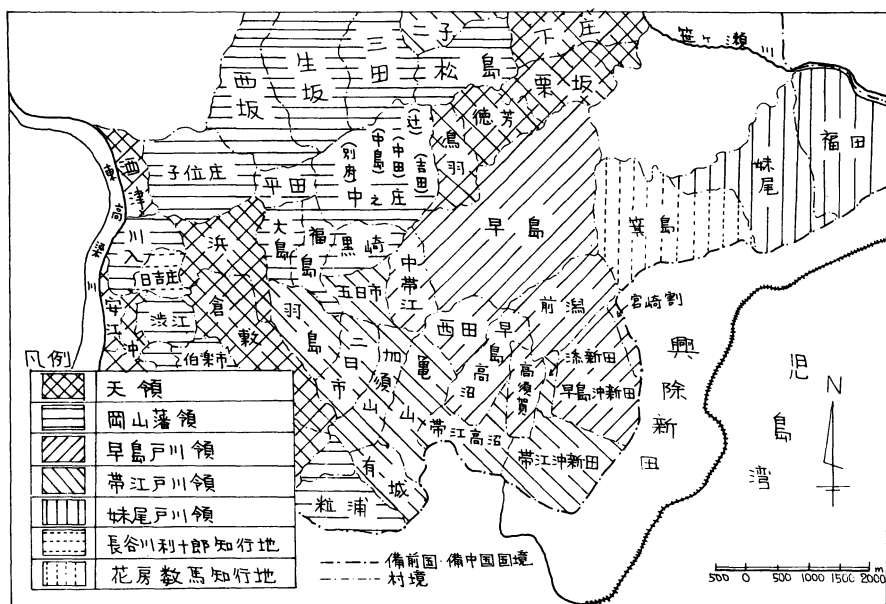 笹ヶ瀬川
下庄
二子
三田
松島
生坂
西坂
栗坂
徳芳
鳥羽
(辻)
(吉田)
(中田)
(中島)
(別府)
中之庄
福田
妹尾
箕島
早島
酒津
子位庄
平田
東高梁川
川入
浜
大島
福島
黒崎
中帯江
日吉庄
五日市
前潟
宮崎割
安江
渋江
倉敷
羽島
西田
早島高沼
沖
伯楽市
二日市
加須山
亀山
高須賀
添新田
早島沖新田
興除新田
児島湾
帯江高沼
帯江沖新田
有城
粒浦
凡例
天領
岡山藩領
早島戸川領
帯江戸川領
妹尾戸川領
長谷川利十郎知行地
花房数馬知行地
備前国・備中国国境
村境
N
500 0 500 1000 1500 2000 m